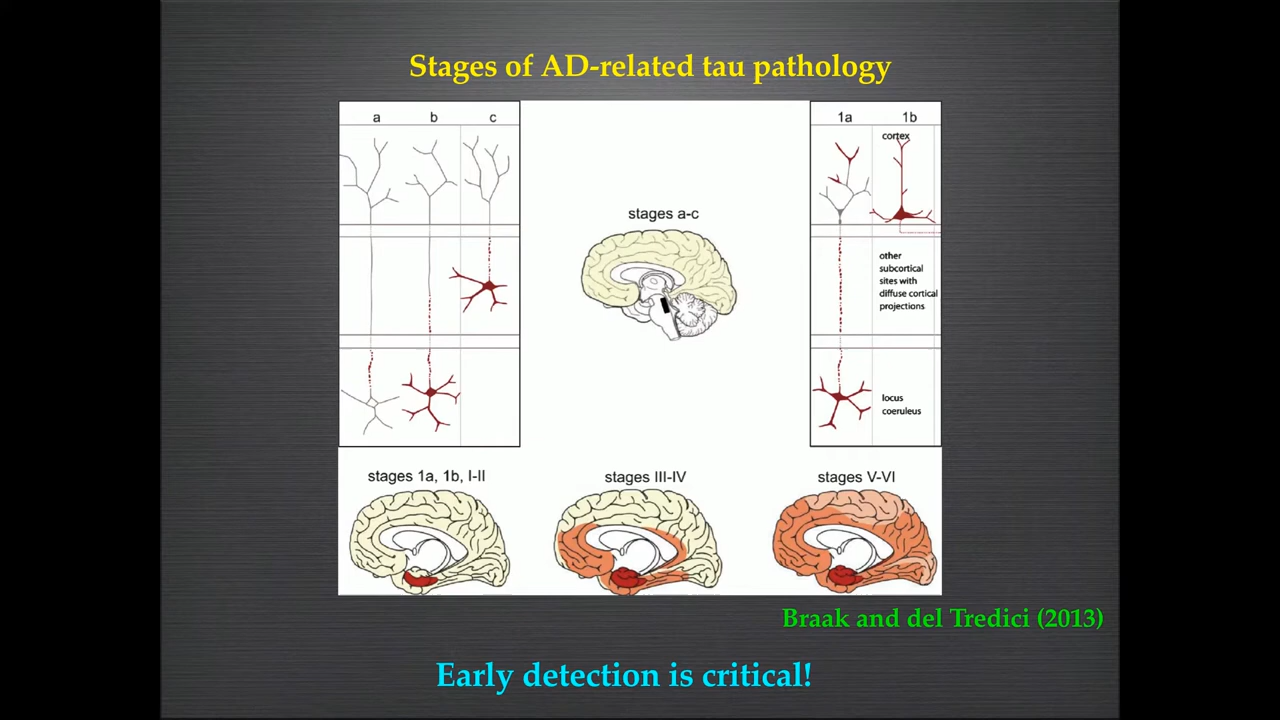 Stages of AD-related tau pathology
a b c
1a 1b
cortex
stages a-c
other
subcortical
sites with
diffuse cortical
projections
locus
coeruleus
stages 1a, 1b, I-II
stages III-IV
stages V-VI
Braak and del Tredici (2013)
Early detection is critical!